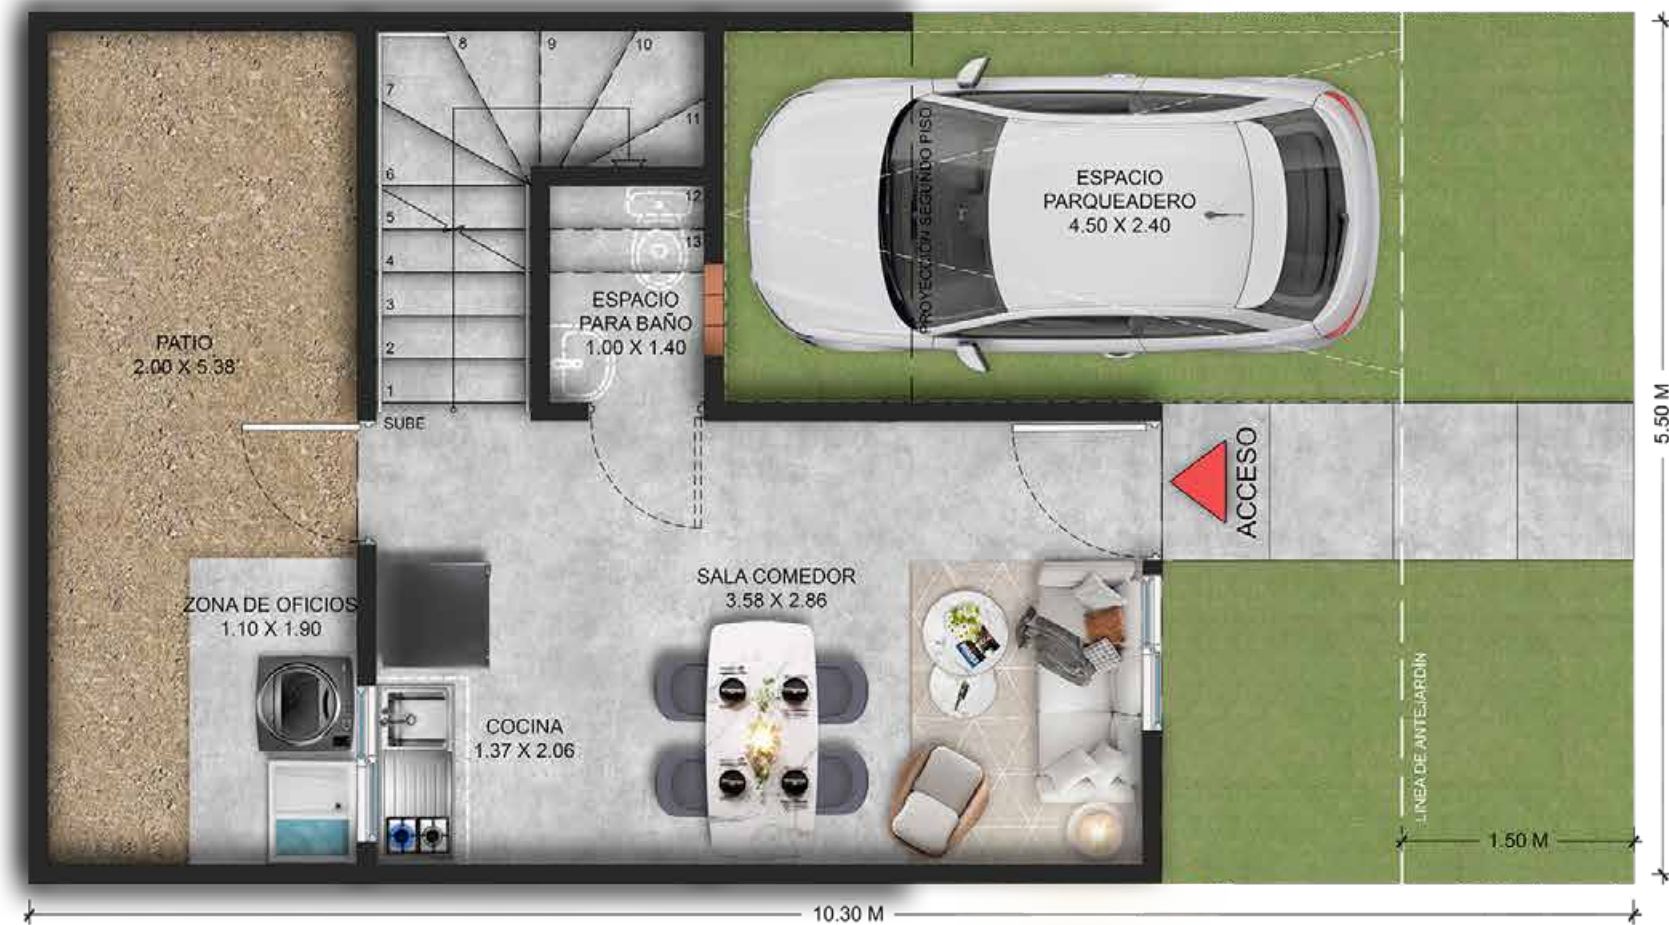 8
9
10
7
11
6
12
5
13
4
3
2
1
SUBE
PATIO
2.00 X 5.38
ESPACIO
PARA BAÑO
1.00 X 1.40
PROYECCIÓN SEGUNDO PISO
ESPACIO
PARQUEADERO
4.50 X 2.40
ACCESO
5.50 M
ZONA DE OFICIOS
1.10 X 1.90
SALA COMEDOR
3.58 X 2.86
COCINA
1.37 X 2.06
LINEA DE ANTEJARDÍN
1.50 M
10.30 M